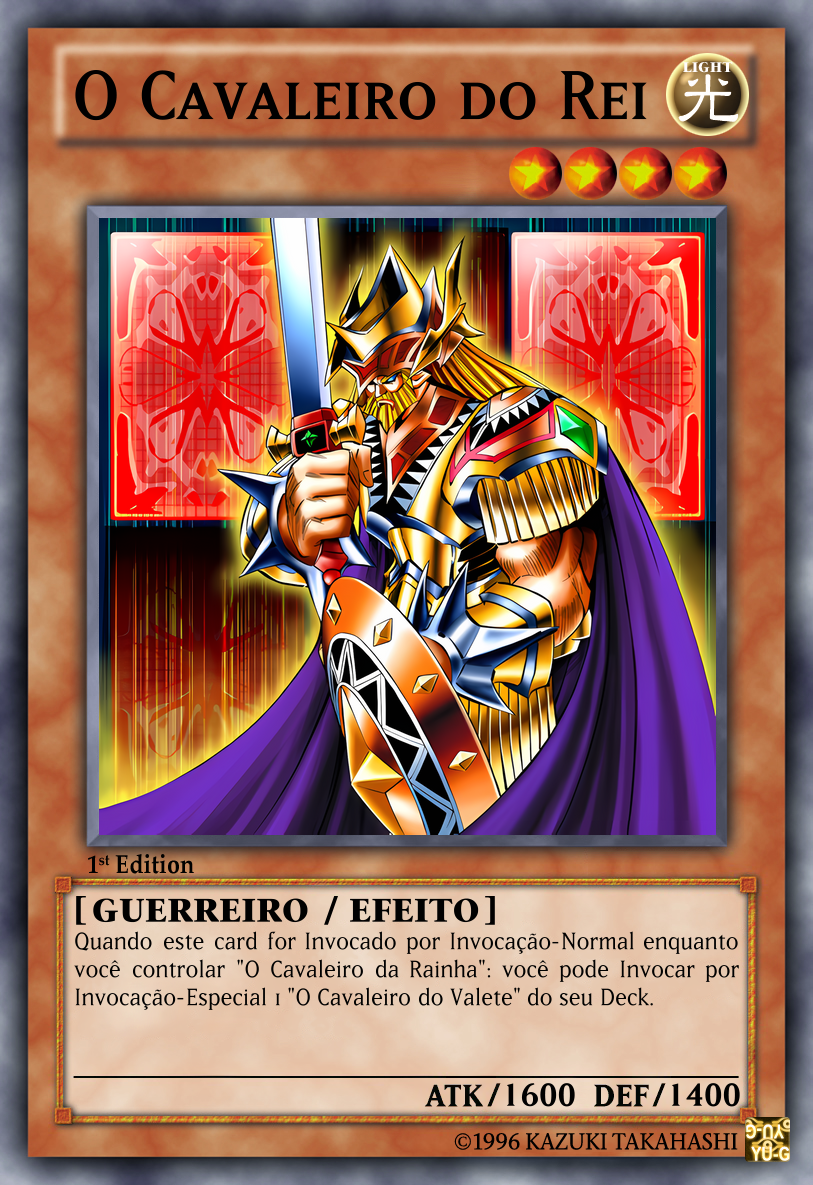 O Cavaleiro do Rei
LIGHT
光
1st Edition
[GUERREIRO / EFEITO]
Quando este card for Invocado por Invocação-Normal enquanto
você controlar "O Cavaleiro da Rainha": você pode Invocar por
Invocação-Especial 1 "O Cavaleiro do Valete" do seu Deck.
ATK/1600 DEF/1400
©1996 KAZUKI TAKAHASHI